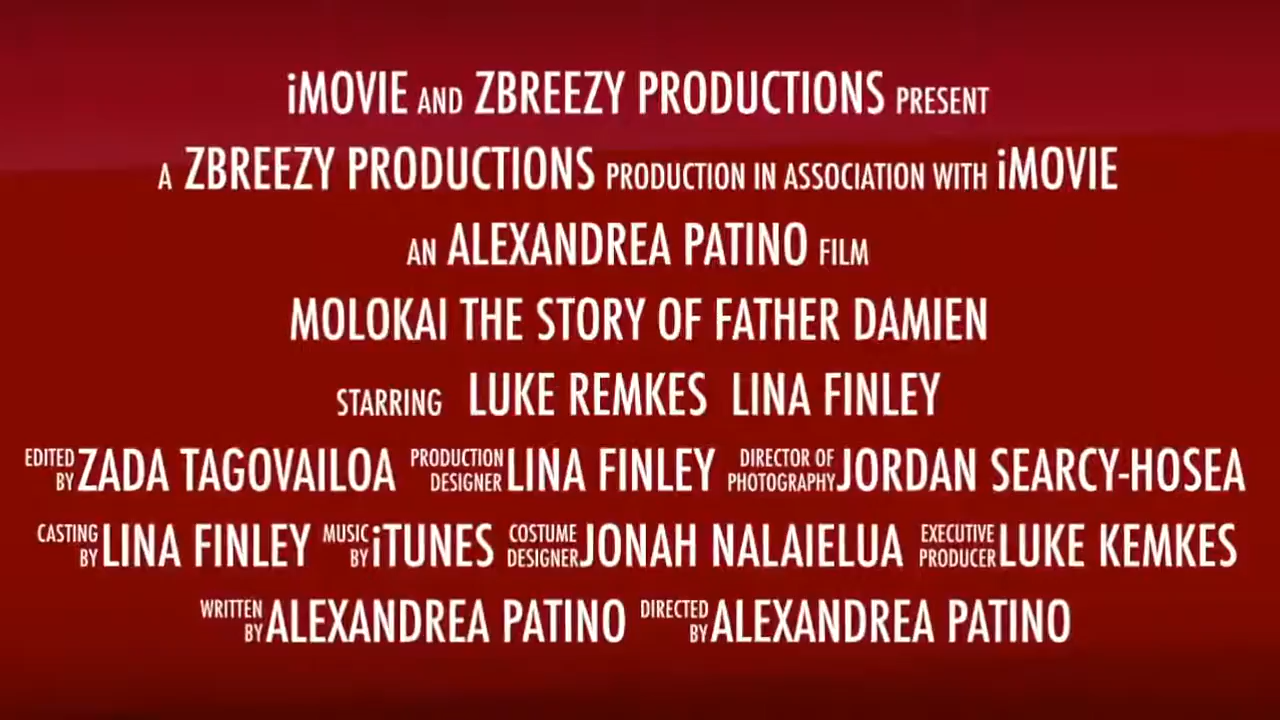 iMOVIE AND ZBREEZY PRODUCTIONS PRESENT
A ZBREEZY PRODUCTIONS PRODUCTION IN ASSOCIATION WITH iMOVIE
AN ALEXANDREA PATINO FILM
MOLOKAI THE STORY OF FATHER DAMIEN
STARRING LUKE REMKES LINA FINLEY
EDITED BY ZADA TAGOVAILOA PRODUCTION DESIGNER LINA FINLEY DIRECTOR OF PHOTOGRAPHY JORDAN SEARCY-HOSEA
CASTING BY LINA FINLEY MUSIC BY iTUNES COSTUME DESIGNER JONAH NALAIELUA EXECUTIVE PRODUCER LUKE KEMKES
WRITTEN BY ALEXANDREA PATINO DIRECTED BY ALEXANDREA PATINO